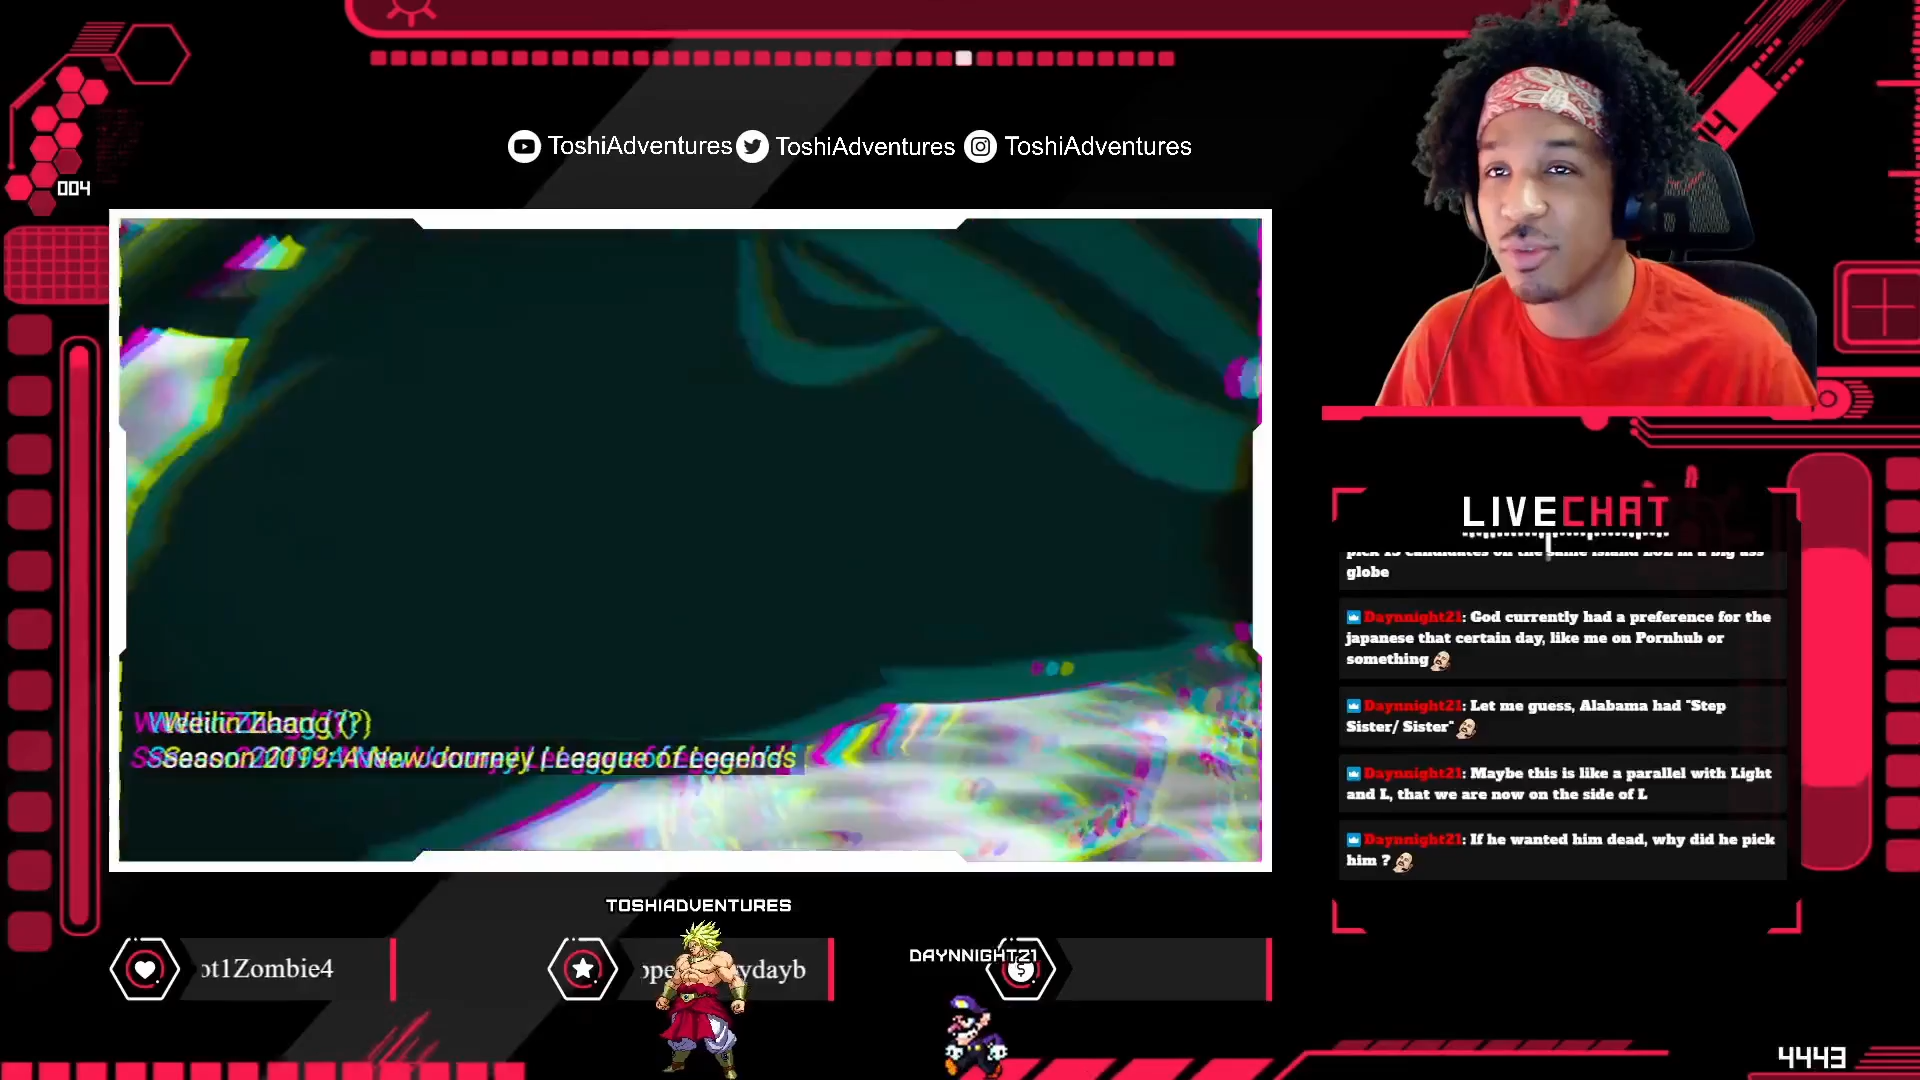 004
ToshiAdventures ToshiAdventures ToshiAdventures
Weilin Zhang (?)
Season 2019: A New Journey | League of Legends
LIVECHAT
globe
Daynnight21: God currently had a preference for the
japanese that certain day, like me on Pornhub or
something
Daynnight21: Let me guess, Alabama had "Step
Sister/ Sister"
Daynnight21: Maybe this is like a parallel with Light
and L, that we are now on the side of L
Daynnight21: If he wanted him dead, why did he pick
him ?
TOSHIADVENTURES
DAYNNIGHT21
ot1Zombie4
ydayb
4443